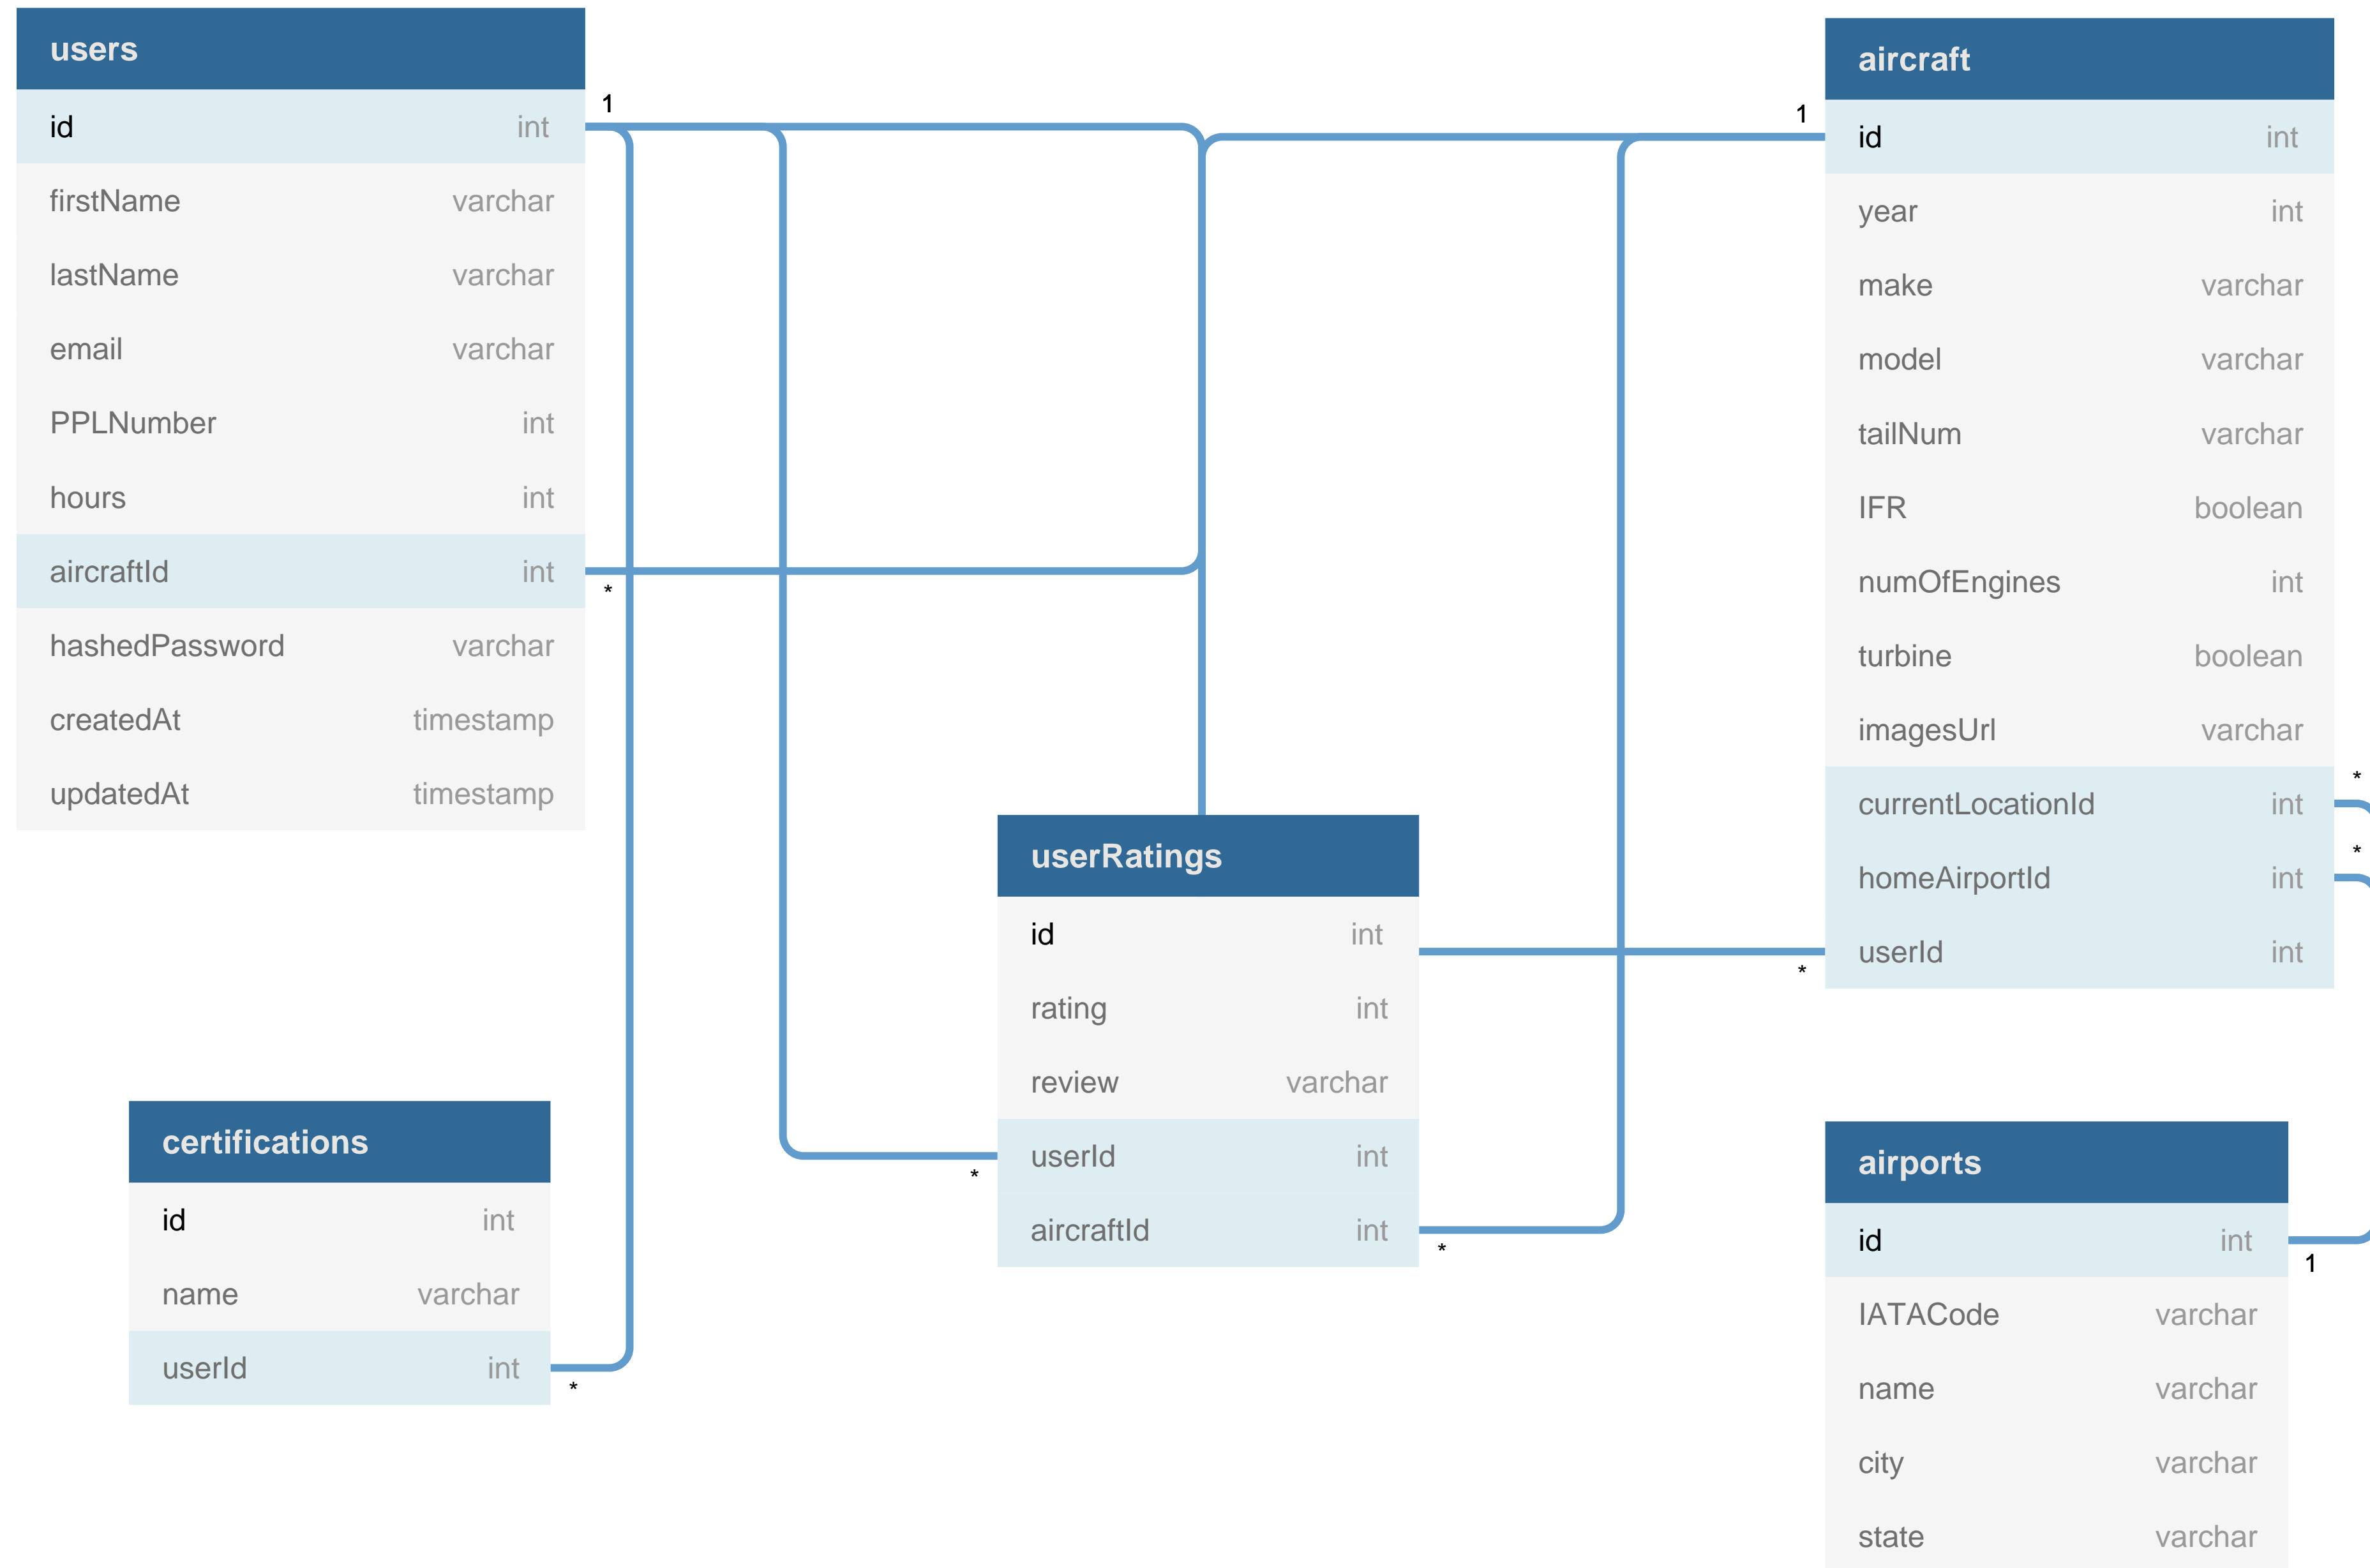 users
id int
firstName varchar
lastName varchar
email varchar
PPLNumber int
hours int
aircraftId int
hashedPassword varchar
createdAt timestamp
updatedAt timestamp
1
*
aircraft
1
id int
year int
make varchar
model varchar
tailNum varchar
IFR boolean
numOfEngines int
turbine boolean
imagesUrl varchar
*
currentLocationId int
*
homeAirportId int
userId int
*
userRatings
id int
rating int
review varchar
userId int
*
aircraftId int
*
certifications
id int
name varchar
userId int
*
airports
id int
1
IATACode varchar
name varchar
city varchar
state varchar